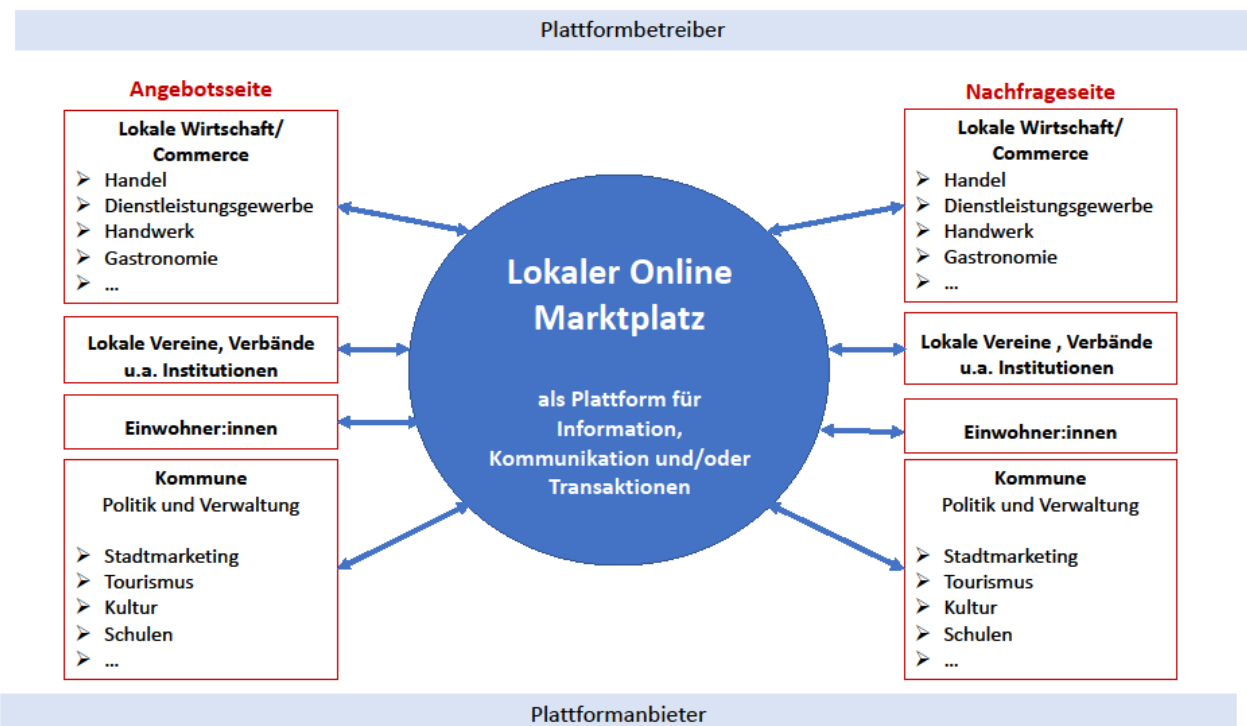 Plattformbetreiber
Angebotsseite
Lokale Wirtschaft/
Commerce
➢ Handel
➢ Dienstleistungsgewerbe
➢ Handwerk
➢ Gastronomie
➢ ...
Lokale Vereine, Verbände
u.a. Institutionen
Einwohner:innen
Kommune
Politik und Verwaltung
➢ Stadtmarketing
➢ Tourismus
➢ Kultur
➢ Schulen
➢ ...
Lokaler Online
Marktplatz
als Plattform für
Information,
Kommunikation und/oder
Transaktionen
Nachfrageseite
Lokale Wirtschaft/
Commerce
➢ Handel
➢ Dienstleistungsgewerbe
➢ Handwerk
➢ Gastronomie
➢ ...
Lokale Vereine , Verbände
u.a. Institutionen
Einwohner:innen
Kommune
Politik und Verwaltung
➢ Stadtmarketing
➢ Tourismus
➢ Kultur
➢ Schulen
➢ ...
Plattformanbieter